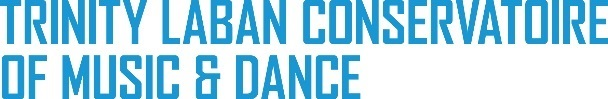 TRINITY LABAN CONSERVATOIRE
OF MUSIC & DANCE